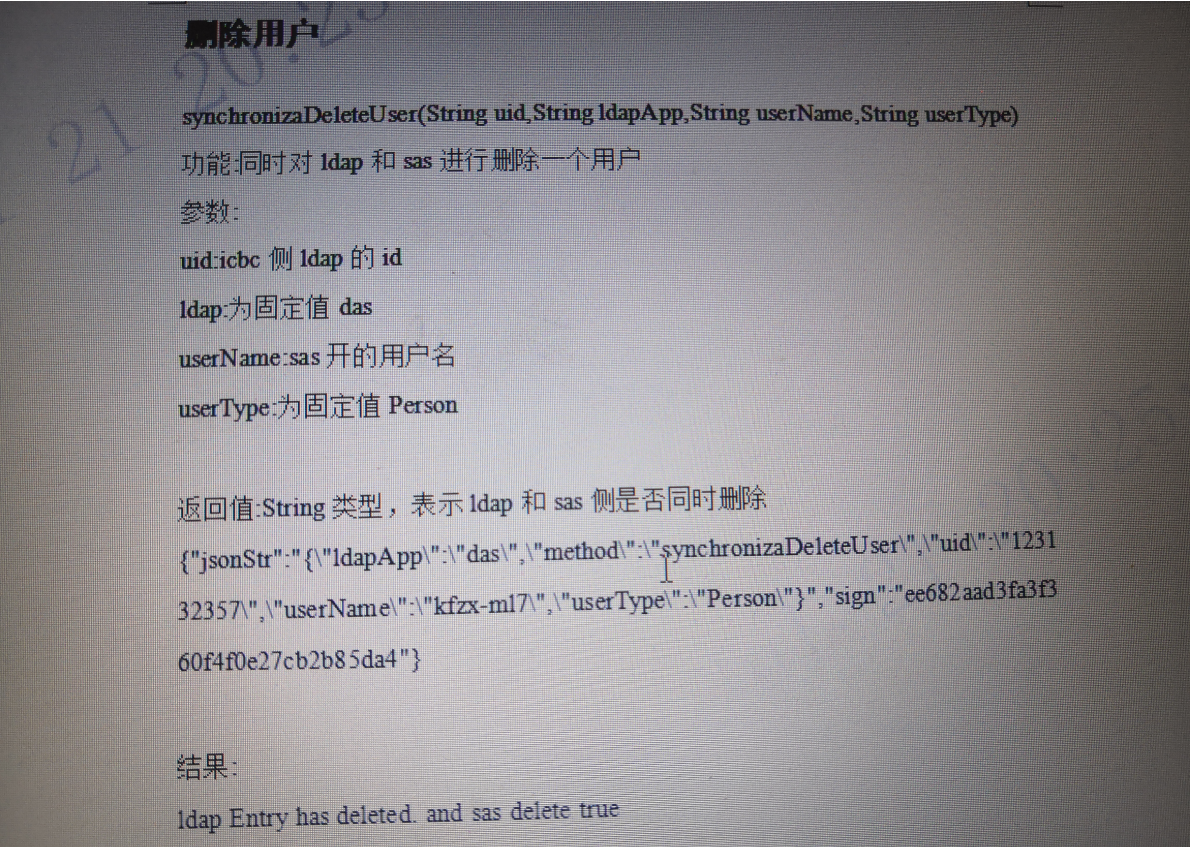 删除用户
synchronizaDeleteUser(String uid,String ldapApp,String userName,String userType)
功能:同时对 ldap 和 sas 进行删除一个用户
参数:
uid:icbc 侧 ldap 的 id
ldap:为固定值 das
userName:sas 开的用户名
userType:为固定值 Person
返回值:String 类型，表示 ldap 和 sas 侧是否同时删除
{"jsonStr":"{\"ldapApp\":\"das\",\"method\":\"synchronizaDeleteUser\",\"uid\":\"1231
32357\",\"userName\":\"kfzx-ml7\",\"userType\":\"Person\"}","sign":"ee682aad3fa3f3
60f4f0e27cb2b85da4"}
结果:
ldap Entry has deleted. and sas delete true